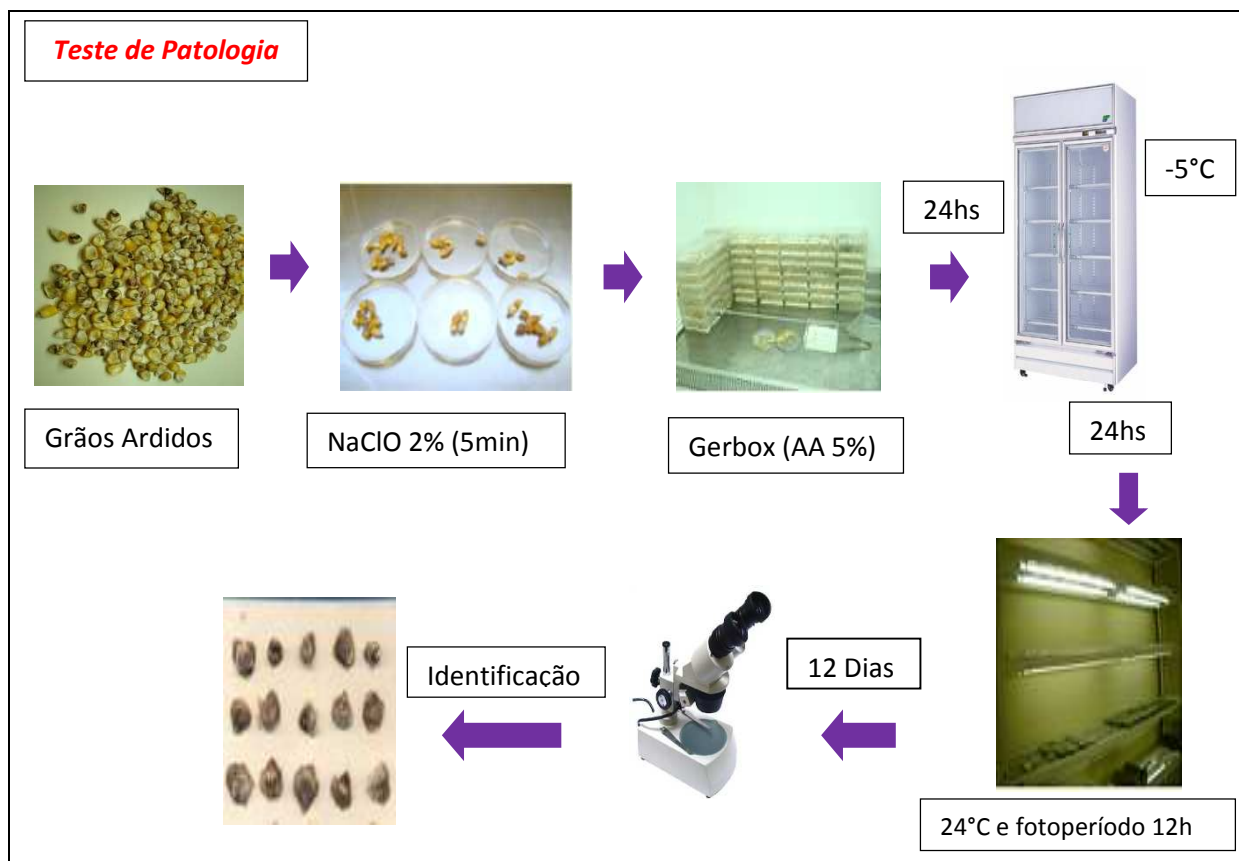 Teste de Patologia
Grãos Ardidos
NaClO 2% (5min)
Gerbox (AA 5%)
24hs
-5°C
24hs
24°C e fotoperíodo 12h
12 Dias
Identificação